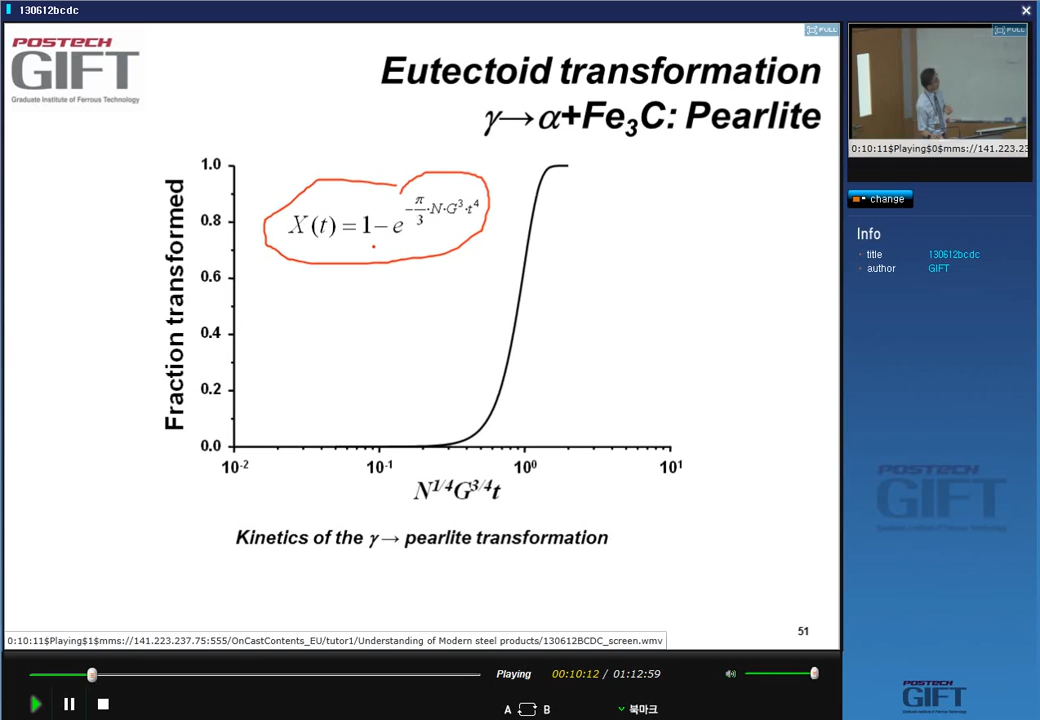 130612bcdc
POSTECH
GIFT
Graduate Institute of Ferrous Technology
FULL
Eutectoid transformation
γ→α+Fe₃C: Pearlite
X(t) = 1 − e^(−π/3·N·G³·t⁴)
Fraction transformed
1.0
0.8
0.6
0.4
0.2
0.0
10⁻² 10⁻¹ 10⁰ 10¹
N^1/4G^3/4t
Kinetics of the γ → pearlite transformation
51
0:10:11$Playing$1$mms://141.223.237.75:555/OnCastContents_EU/tutor1/Understanding of Modern steel products/130612BCDC_screen.wmv
Playing 00:10:12 / 01:12:59
A B 북마크
FULL
0:10:11$Playing$0$mms://141.223.23
change
Info
title 130612bcdc
author GIFT
POSTECH
GIFT
POSTECH
GIFT